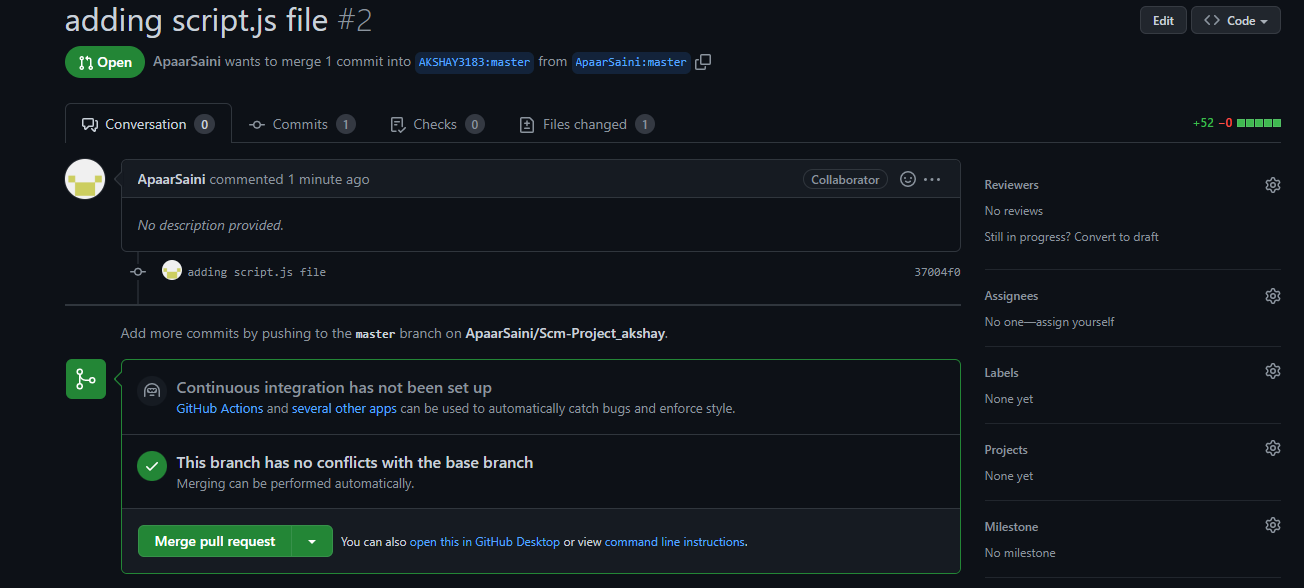 adding script.js file #2
Edit
<> Code
Open
ApaarSaini wants to merge 1 commit into AKSHAY3183:master from ApaarSaini:master
Conversation 0
Commits 1
Checks 0
Files changed 1
+52 −0
ApaarSaini commented 1 minute ago
Collaborator
No description provided.
adding script.js file
37004f0
Add more commits by pushing to the master branch on ApaarSaini/Scm-Project_akshay.
Continuous integration has not been set up
GitHub Actions and several other apps can be used to automatically catch bugs and enforce style.
This branch has no conflicts with the base branch
Merging can be performed automatically.
Merge pull request
You can also open this in GitHub Desktop or view command line instructions.
Reviewers
No reviews
Still in progress? Convert to draft
Assignees
No one—assign yourself
Labels
None yet
Projects
None yet
Milestone
No milestone